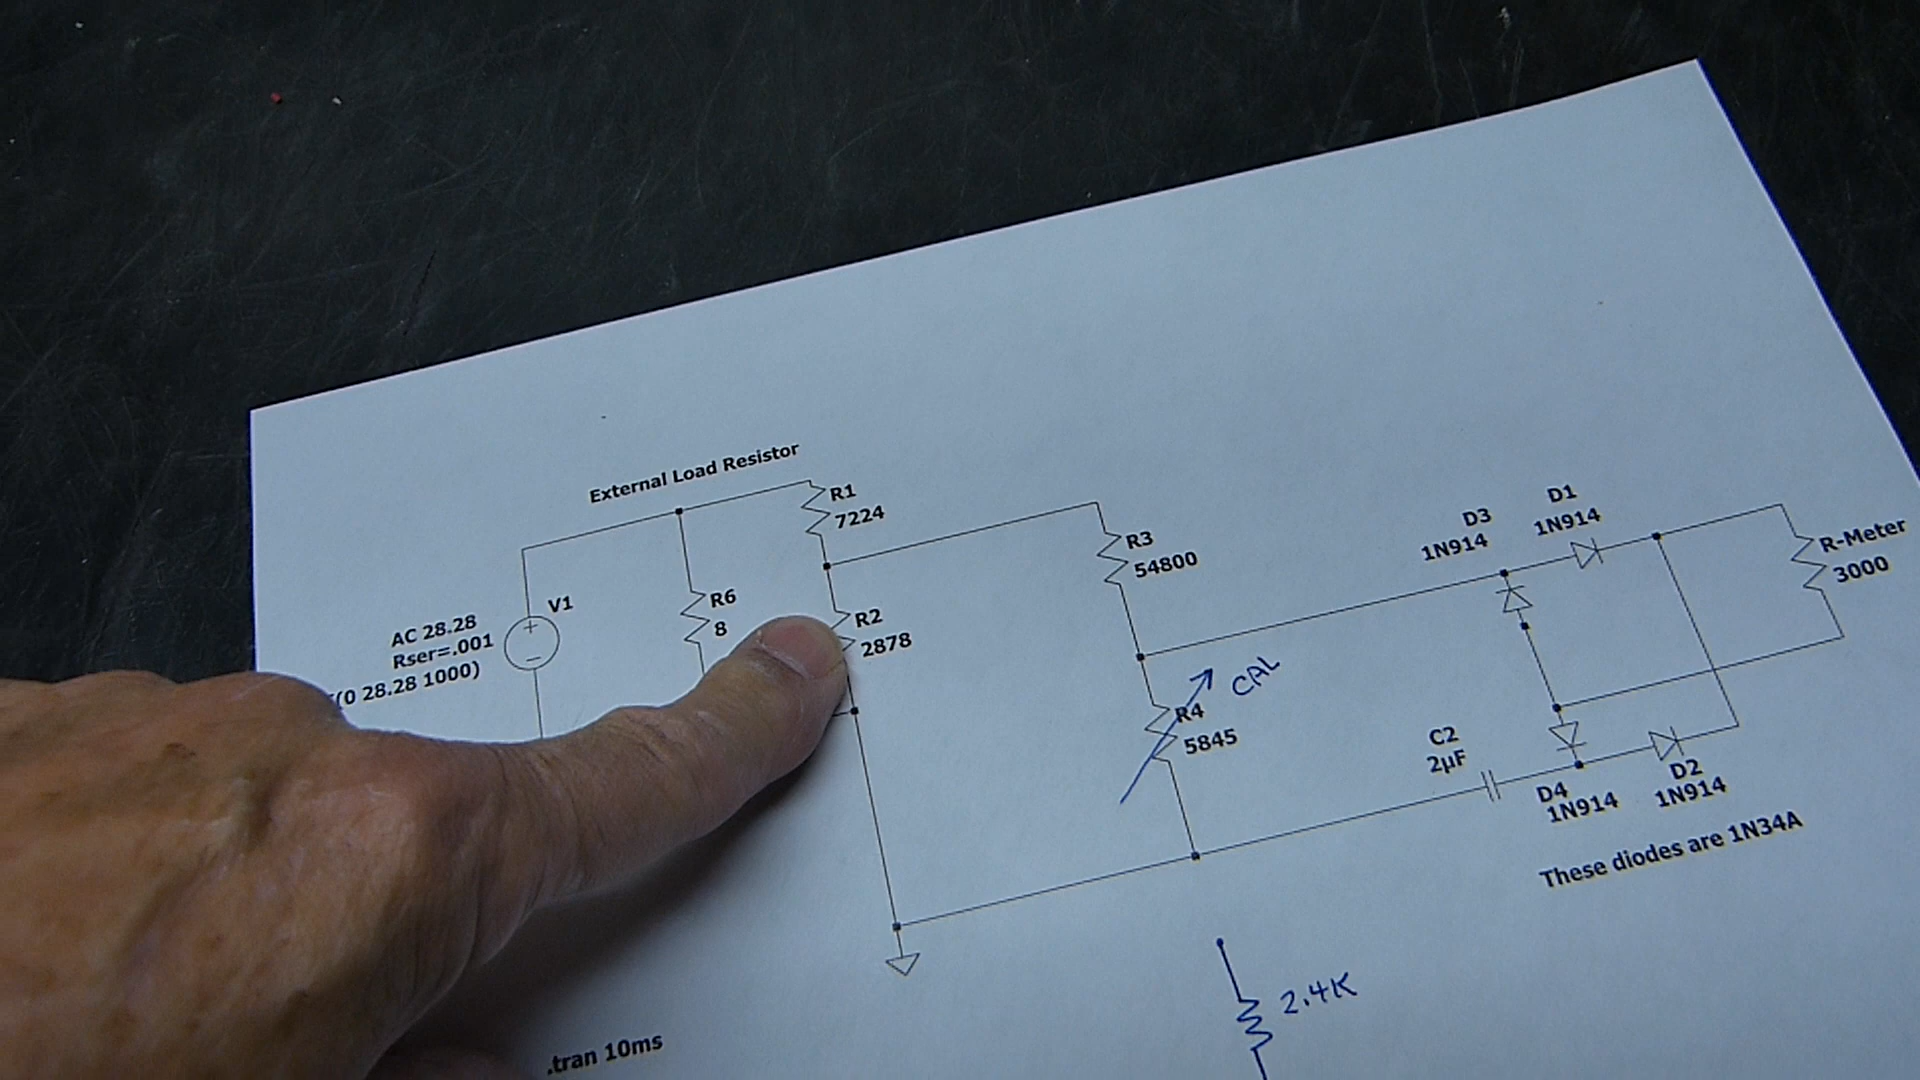 External Load Resistor
R1
7224
R3
54800
D1
1N914
D3
1N914
R-Meter
3000
V1
AC 28.28
Rser=.001
(0 28.28 1000)
R6
8
R2
2878
CAL
R4
5845
C2
2µF
D4
1N914
D2
1N914
These diodes are 1N34A
2.4K
.tran 10ms